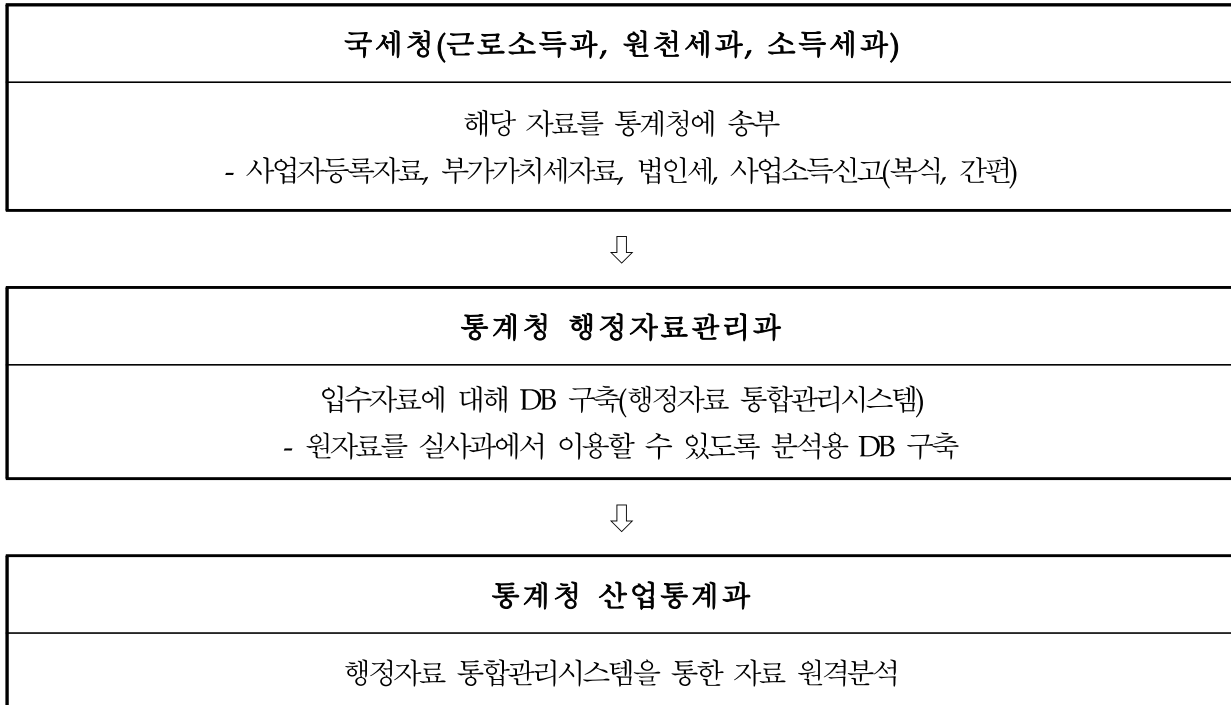 국세청(근로소득과, 원천세과, 소득세과)
해당 자료를 통계청에 송부
- 사업자등록자료, 부가가치세자료, 법인세, 사업소득신고(복식, 간편)
⇩
통계청 행정자료관리과
입수자료에 대해 DB 구축(행정자료 통합관리시스템)
- 원자료를 실사과에서 이용할 수 있도록 분석용 DB 구축
⇩
통계청 산업통계과
행정자료 통합관리시스템을 통한 자료 원격분석